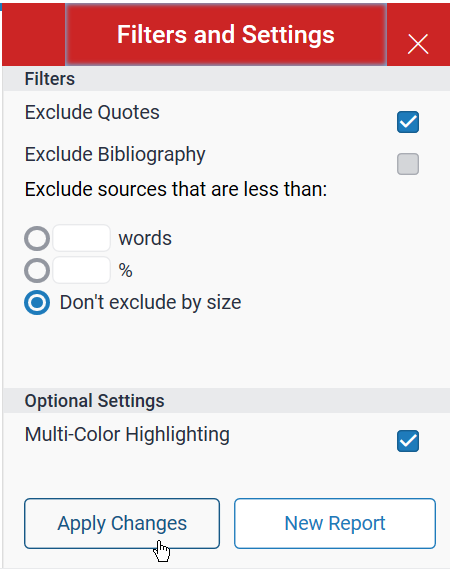 Filters and Settings
Filters
Exclude Quotes
Exclude Bibliography
Exclude sources that are less than:
words
%
Don't exclude by size
Optional Settings
Multi-Color Highlighting
Apply Changes New Report